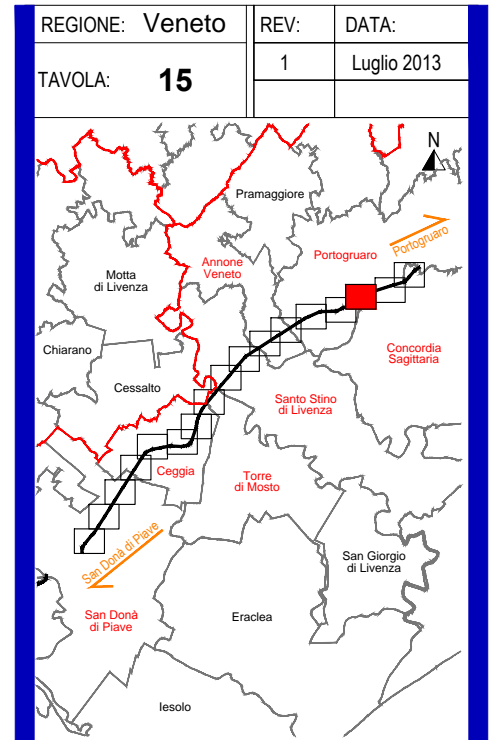 REGIONE: Veneto
REV:
DATA:
TAVOLA: 15
1
Luglio 2013
N
Pramaggiore
Portogruaro
Portogruaro
Annone
Veneto
Motta
di Livenza
Chiarano
Concordia
Sagittaria
Cessalto
Santo Stino
di Livenza
Ceggia
Torre
di Mosto
San Donà di Piave
San Giorgio
di Livenza
San Donà
di Piave
Eraclea
Iesolo